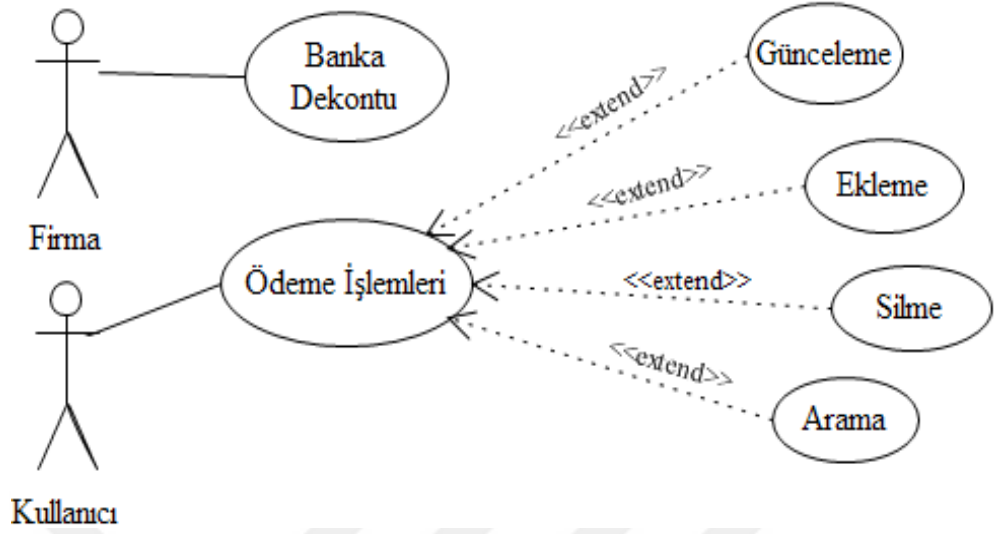 Banka
Dekontu
Firma
Günceleme
<<extend>>
Ekleme
<<extend>>
Ödeme İşlemleri
<<extend>>
Silme
<<extend>>
Arama
Kullanıcı